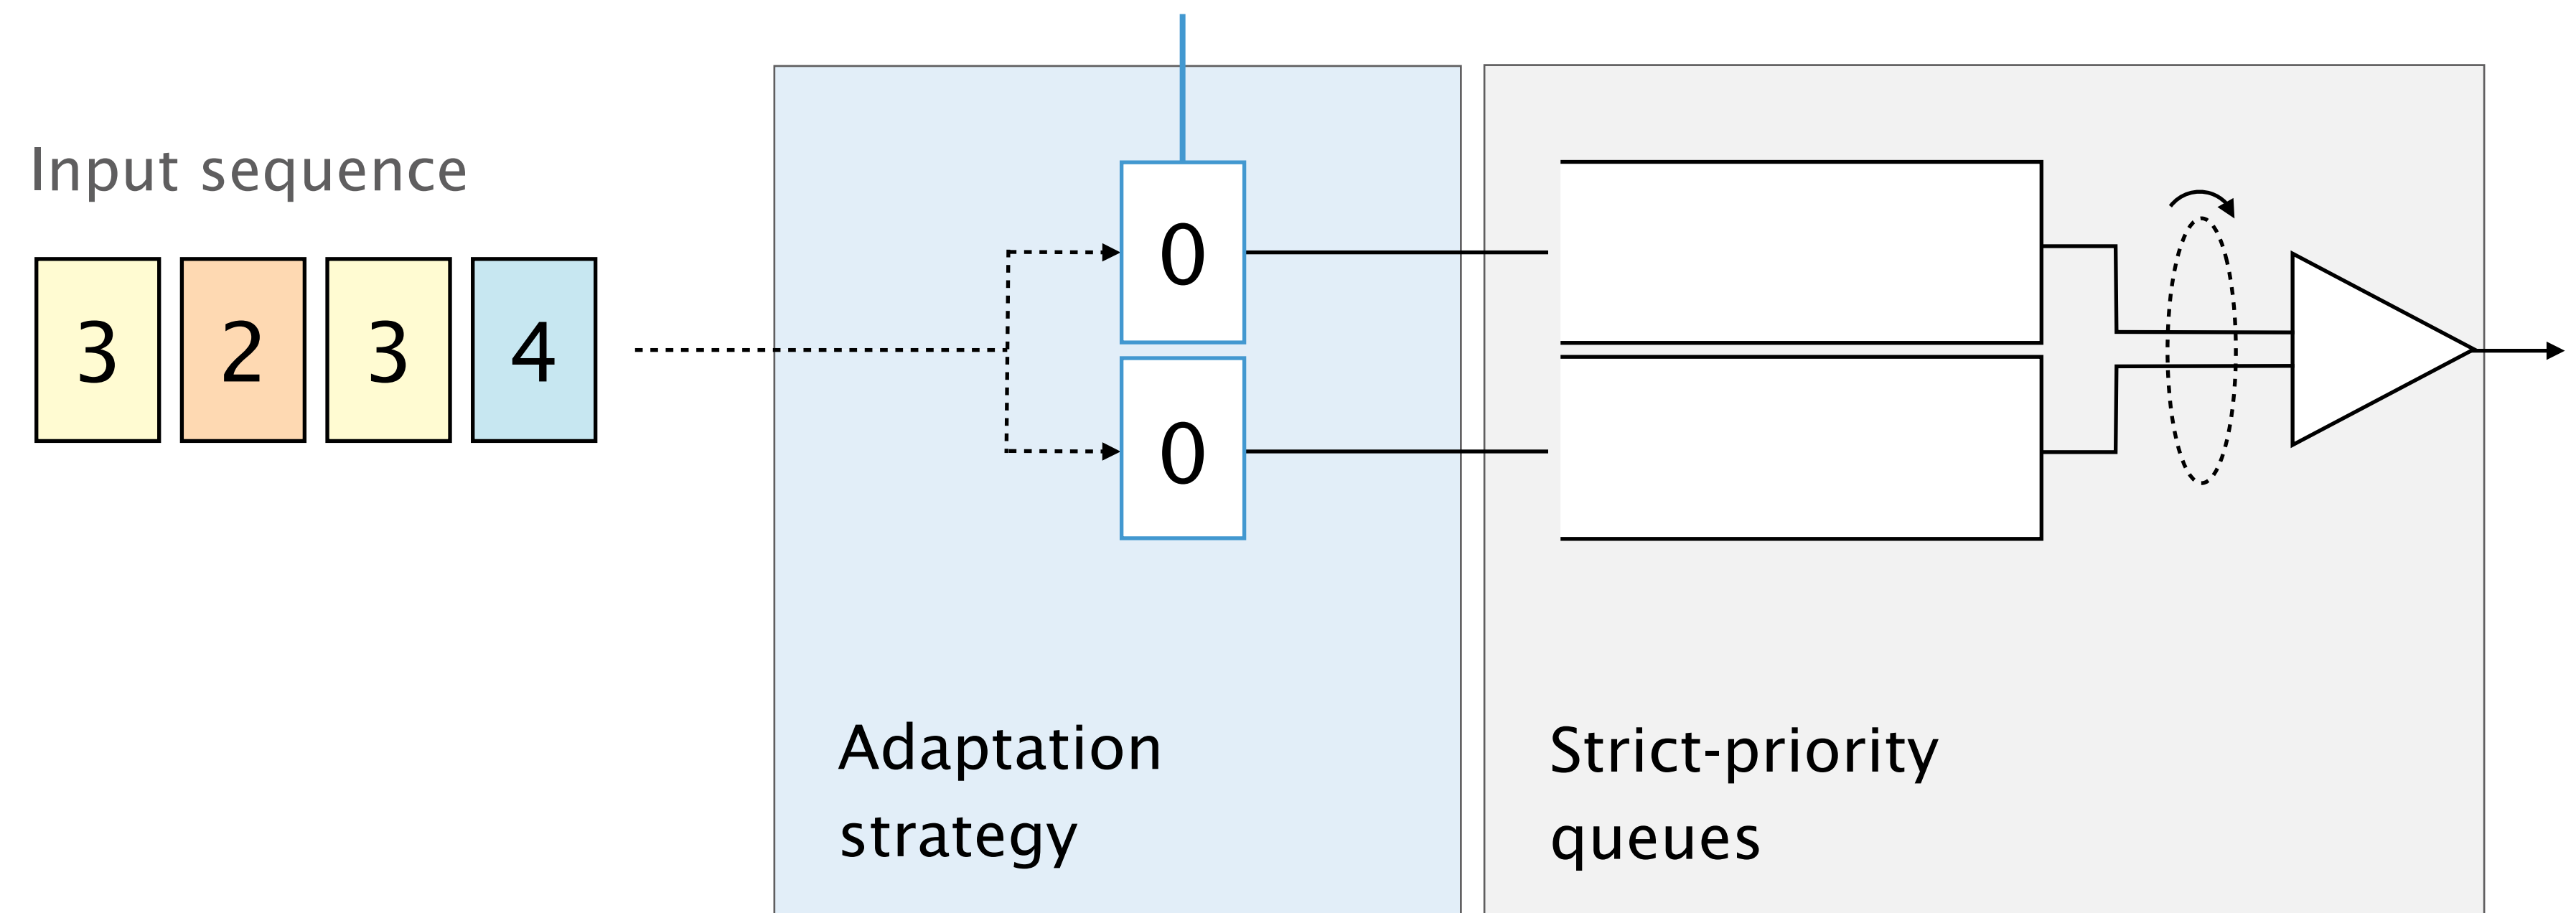 Input sequence
3 2 3 4
0
0
Adaptation
strategy
Strict-priority
queues